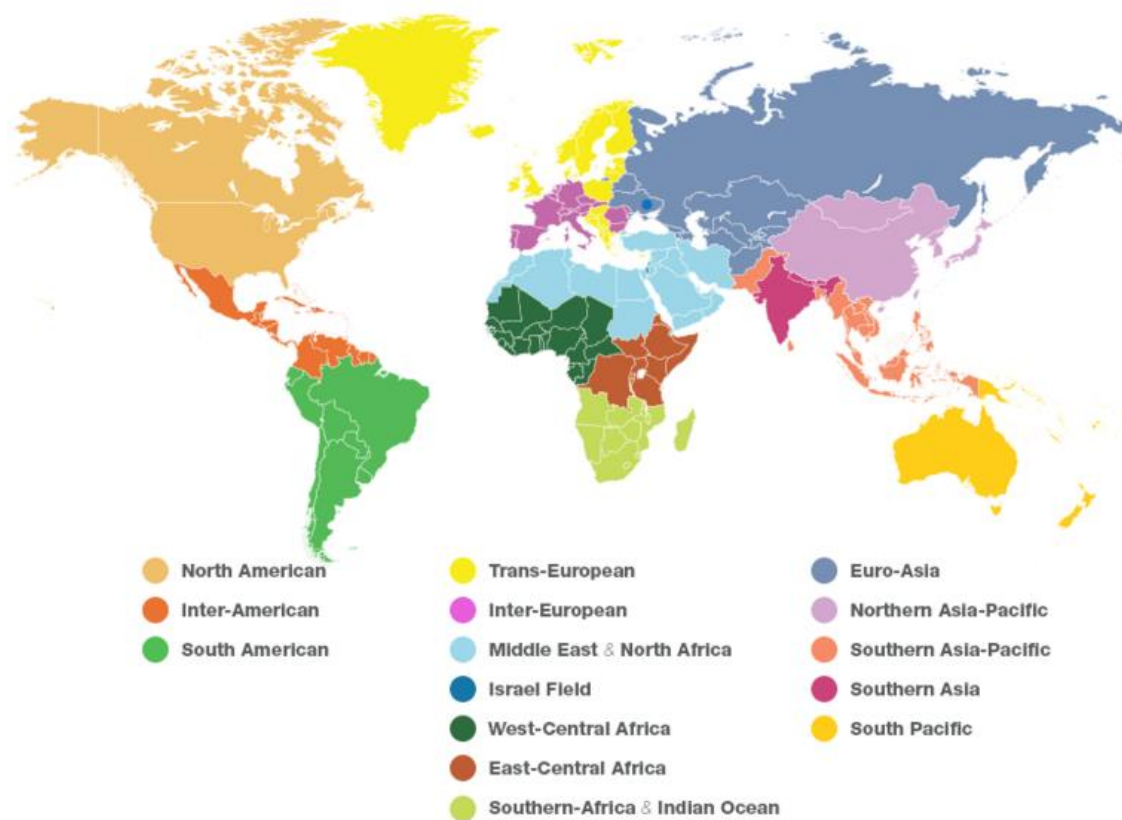 North American
Inter-American
South American
Trans-European
Inter-European
Middle East & North Africa
Israel Field
West-Central Africa
East-Central Africa
Southern-Africa & Indian Ocean
Euro-Asia
Northern Asia-Pacific
Southern Asia-Pacific
Southern Asia
South Pacific